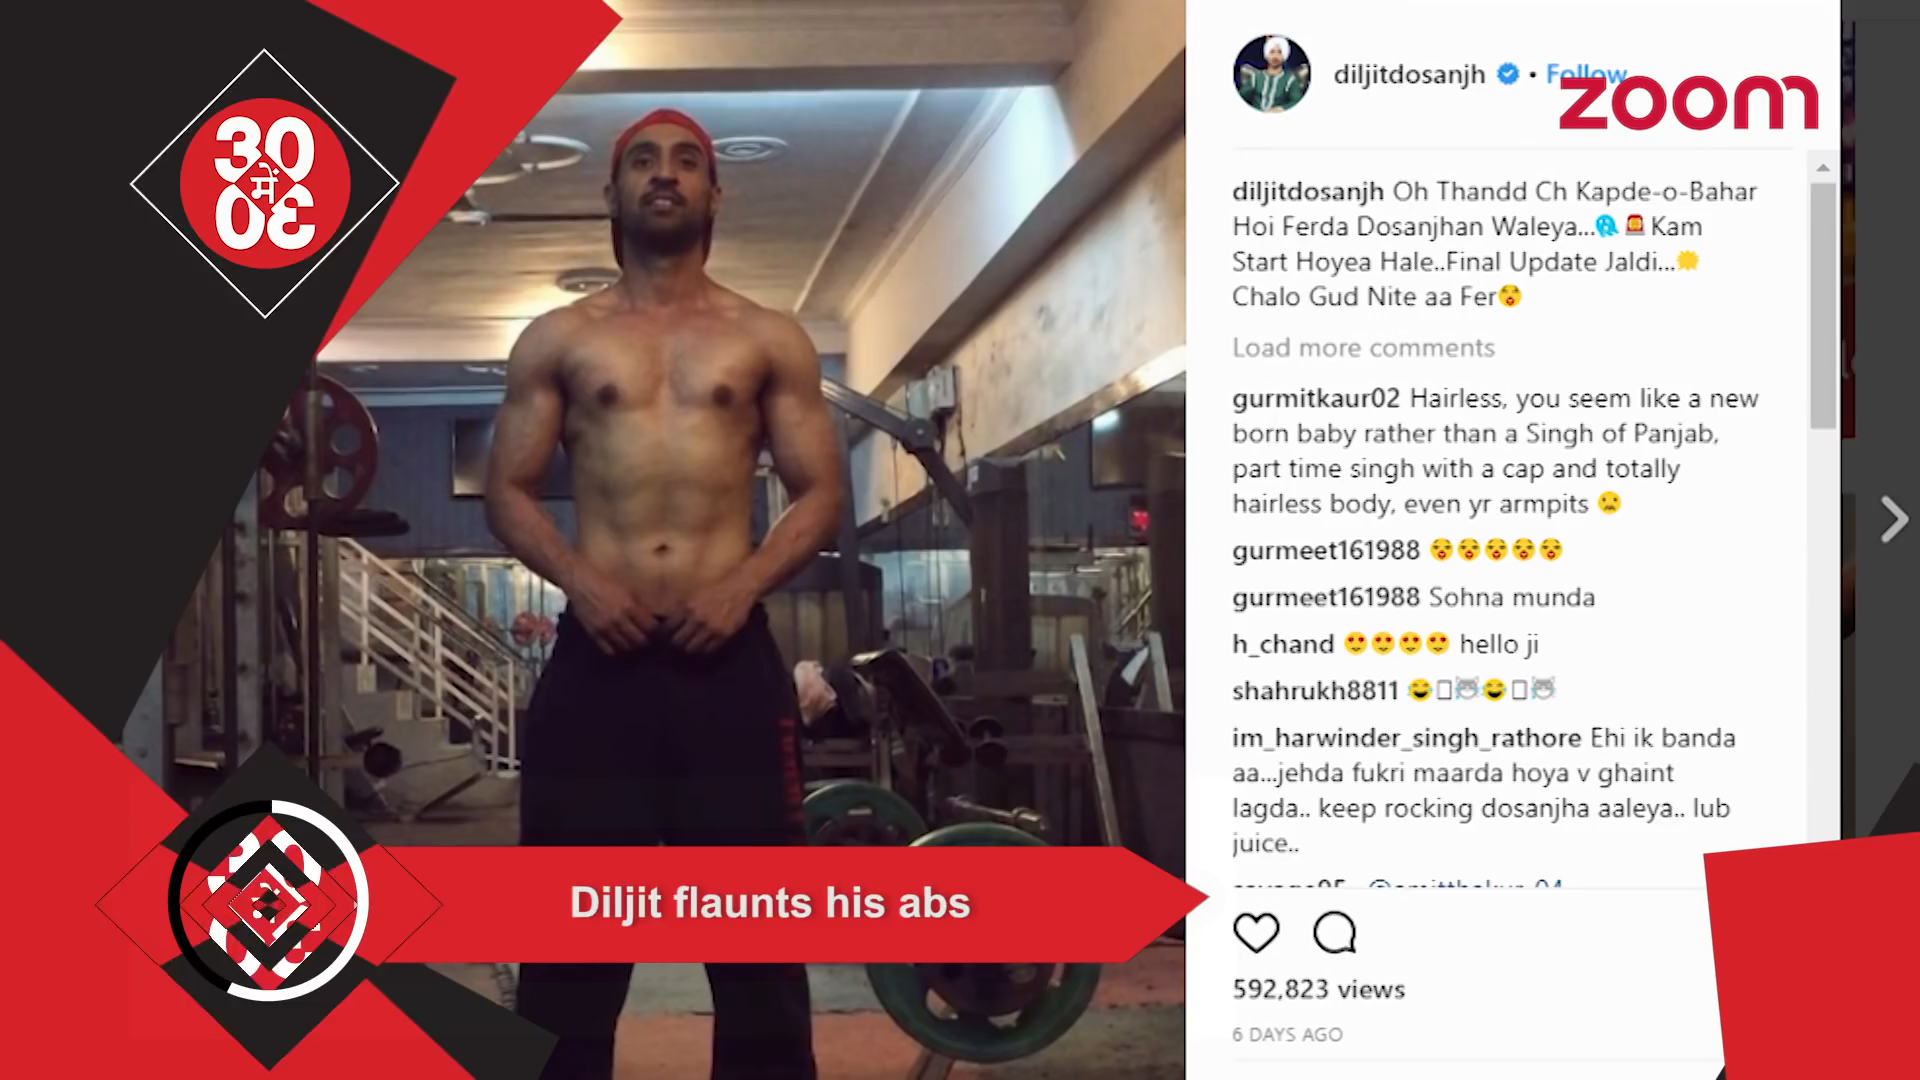 30
में
30
diljitdosanjh • Follow
zoom
diljitdosanjh Oh Thandd Ch Kapde-o-Bahar
Hoi Ferda Dosanjhan Waleya...Kam
Start Hoyea Hale..Final Update Jaldi...
Chalo Gud Nite aa Fer
Load more comments
gurmitkaur02 Hairless, you seem like a new
born baby rather than a Singh of Panjab,
part time singh with a cap and totally
hairless body, even yr armpits
gurmeet161988
gurmeet161988 Sohna munda
h_chand hello ji
shahrukh8811
im_harwinder_singh_rathore Ehi ik banda
aa...jehda fukri maarda hoya v ghaint
lagda.. keep rocking dosanjha aaleya.. lub
juice..
Diljit flaunts his abs
592,823 views
6 DAYS AGO